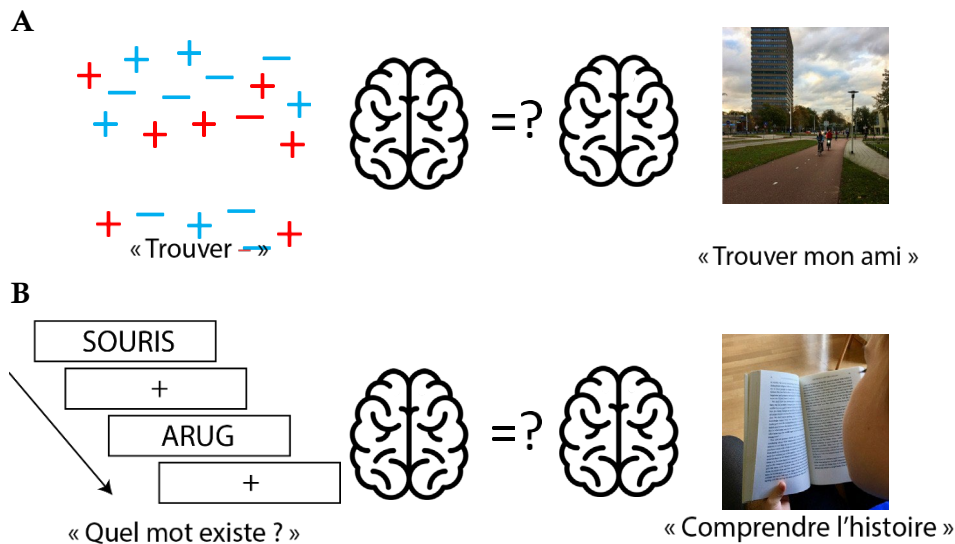 A
=?
« Trouver – »
« Trouver mon ami »
B
SOURIS
+
ARUG
+
=?
« Quel mot existe ? »
« Comprendre l’histoire »